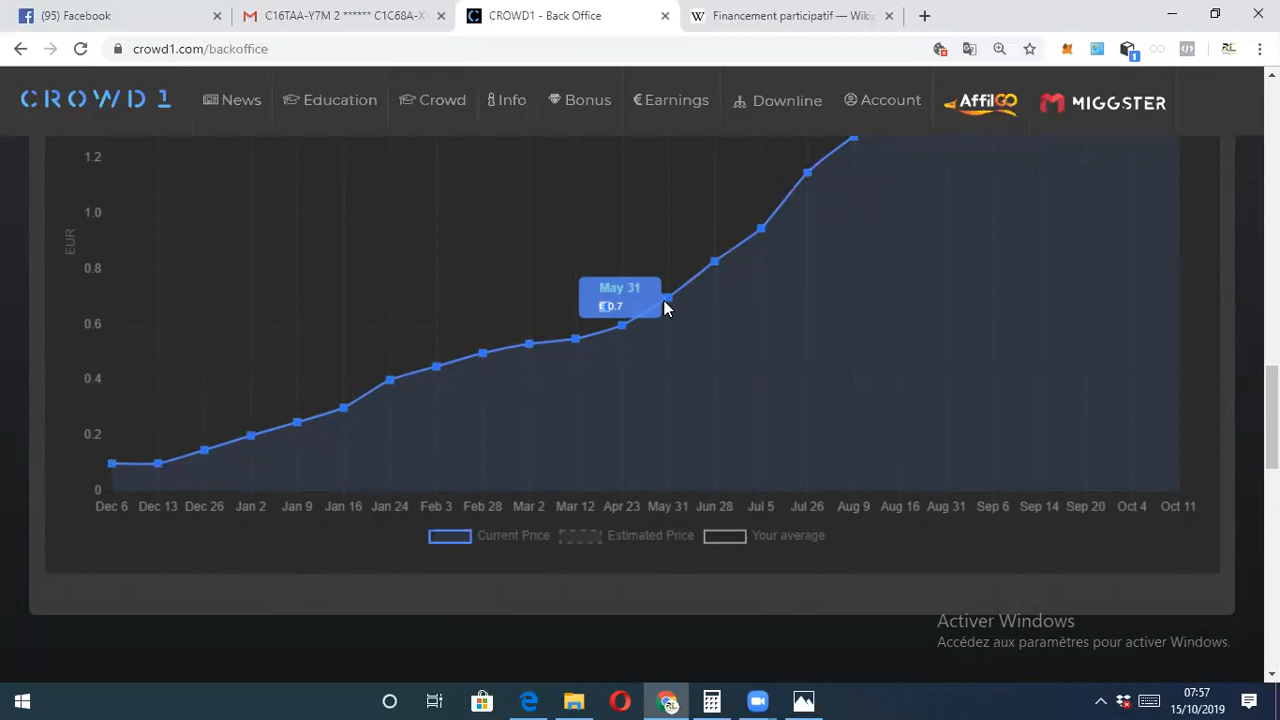 (95) Facebook
C16TAA-Y7M 2 ****** C1C68A-X
CROWD1 - Back Office
Financement participatif — Wiki
crowd1.com/backoffice
CROWD1
News
Education
Crowd
Info
Bonus
Earnings
Downline
Account
AffilGO
MIGGSTER
1.2
1.0
EUR
0.8
May 31
E 0.7
0.6
0.4
0.2
0
Dec 6 Dec 13 Dec 26 Jan 2 Jan 9 Jan 16 Jan 24 Feb 3 Feb 28 Mar 2 Mar 12 Apr 23 May 31 Jun 28 Jul 5 Jul 26 Aug 9 Aug 16 Aug 31 Sep 6 Sep 14 Sep 20 Oct 4 Oct 11
Current Price Estimated Price Your average
Activer Windows
Accédez aux paramètres pour activer Windows.
07:57
15/10/2019